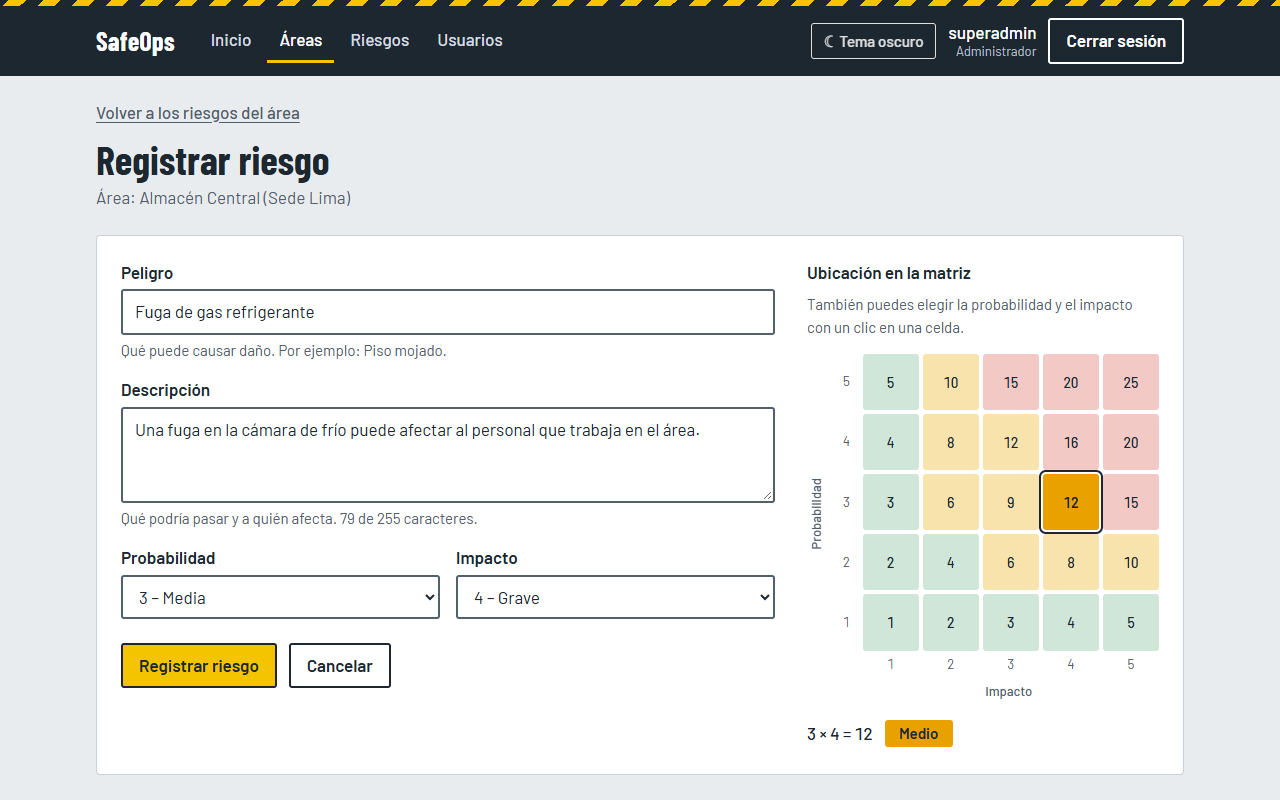 SafeOps
Inicio
Áreas
Riesgos
Usuarios
☾ Tema oscuro
superadmin
Administrador
Cerrar sesión
Volver a los riesgos del área
Registrar riesgo
Área: Almacén Central (Sede Lima)
Peligro
Fuga de gas refrigerante
Qué puede causar daño. Por ejemplo: Piso mojado.
Descripción
Una fuga en la cámara de frío puede afectar al personal que trabaja en el área.
Qué podría pasar y a quién afecta. 79 de 255 caracteres.
Probabilidad
3 – Media
Impacto
4 – Grave
Registrar riesgo
Cancelar
Ubicación en la matriz
También puedes elegir la probabilidad y el impacto
con un clic en una celda.
Probabilidad
5 5 10 15 20 25
4 4 8 12 16 20
3 3 6 9 12 15
2 2 4 6 8 10
1 1 2 3 4 5
1 2 3 4 5
Impacto
3 × 4 = 12
Medio